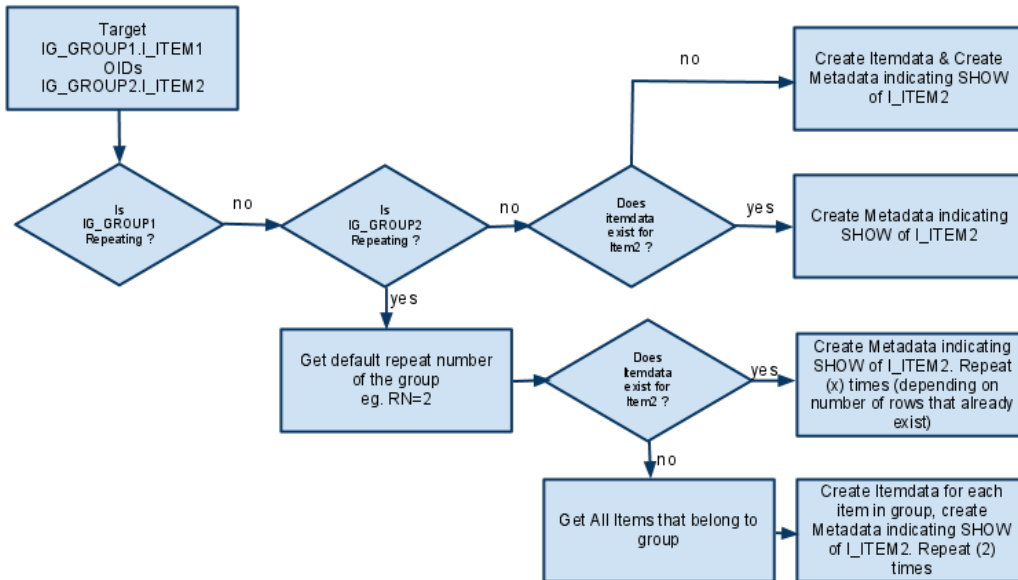 Target
IG_GROUP1.I_ITEM1
OIDs
IG_GROUP2.I_ITEM2
no
Create Itemdata & Create
Metadata indicating SHOW
of I_ITEM2
Is
IG_GROUP1
Repeating ?
no
Is
IG_GROUP2
Repeating ?
no
Does
itemdata
exist for
Item2 ?
yes
Create Metadata indicating
SHOW of I_ITEM2
yes
Get default repeat number
of the group
eg. RN=2
Does
Itemdata
exist for
Item2 ?
yes
Create Metadata indicating
SHOW of I_ITEM2. Repeat
(x) times (depending on
number of rows that already
exist)
no
Get All Items that belong to
group
Create Itemdata for each
item in group, create
Metadata indicating SHOW
of I_ITEM2. Repeat (2)
times